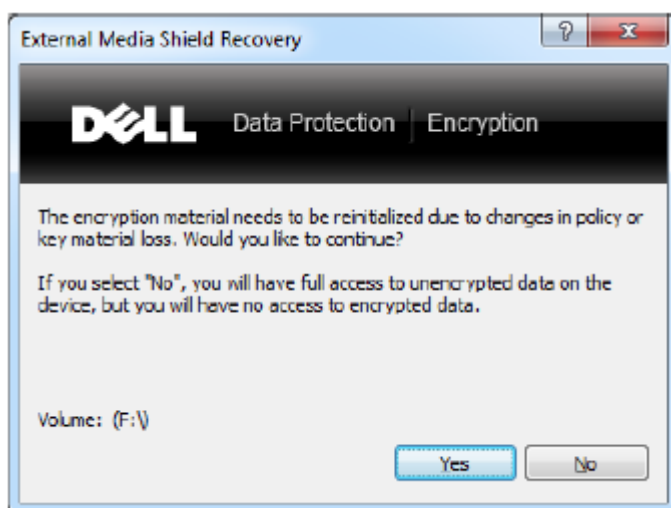 External Media Shield Recovery
?
DELL Data Protection Encryption
The encryption material needs to be reinitialized due to changes in policy or
key material loss. Would you like to continue?
If you select "No", you will have full access to unencrypted data on the
device, but you will have no access to encrypted data.
Volume: (F:\)
Yes No